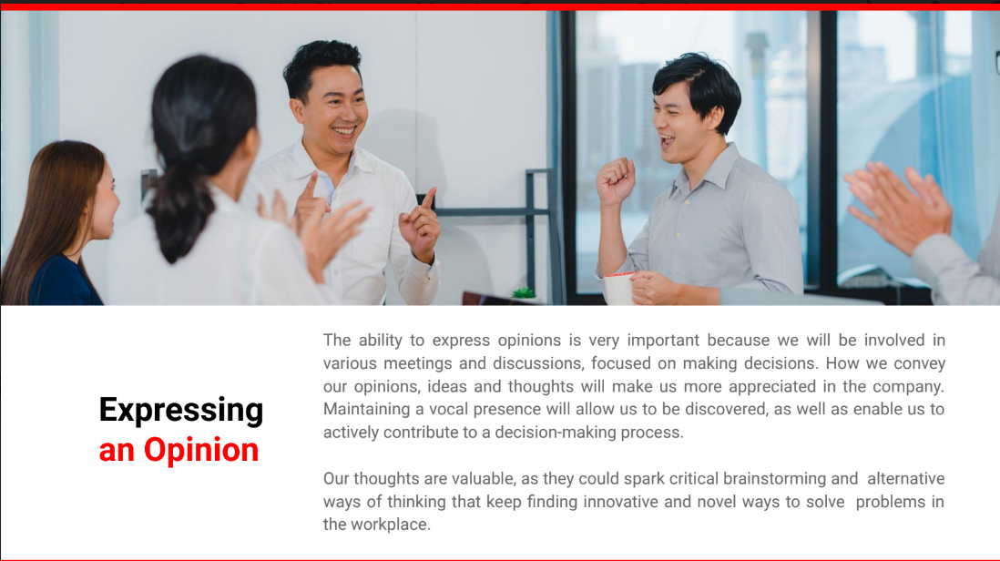 Expressing
an Opinion
The ability to express opinions is very important because we will be involved in
various meetings and discussions, focused on making decisions. How we convey
our opinions, ideas and thoughts will make us more appreciated in the company.
Maintaining a vocal presence will allow us to be discovered, as well as enable us to
actively contribute to a decision-making process.
Our thoughts are valuable, as they could spark critical brainstorming and  alternative
ways of thinking that keep finding innovative and novel ways to solve  problems in
the workplace.